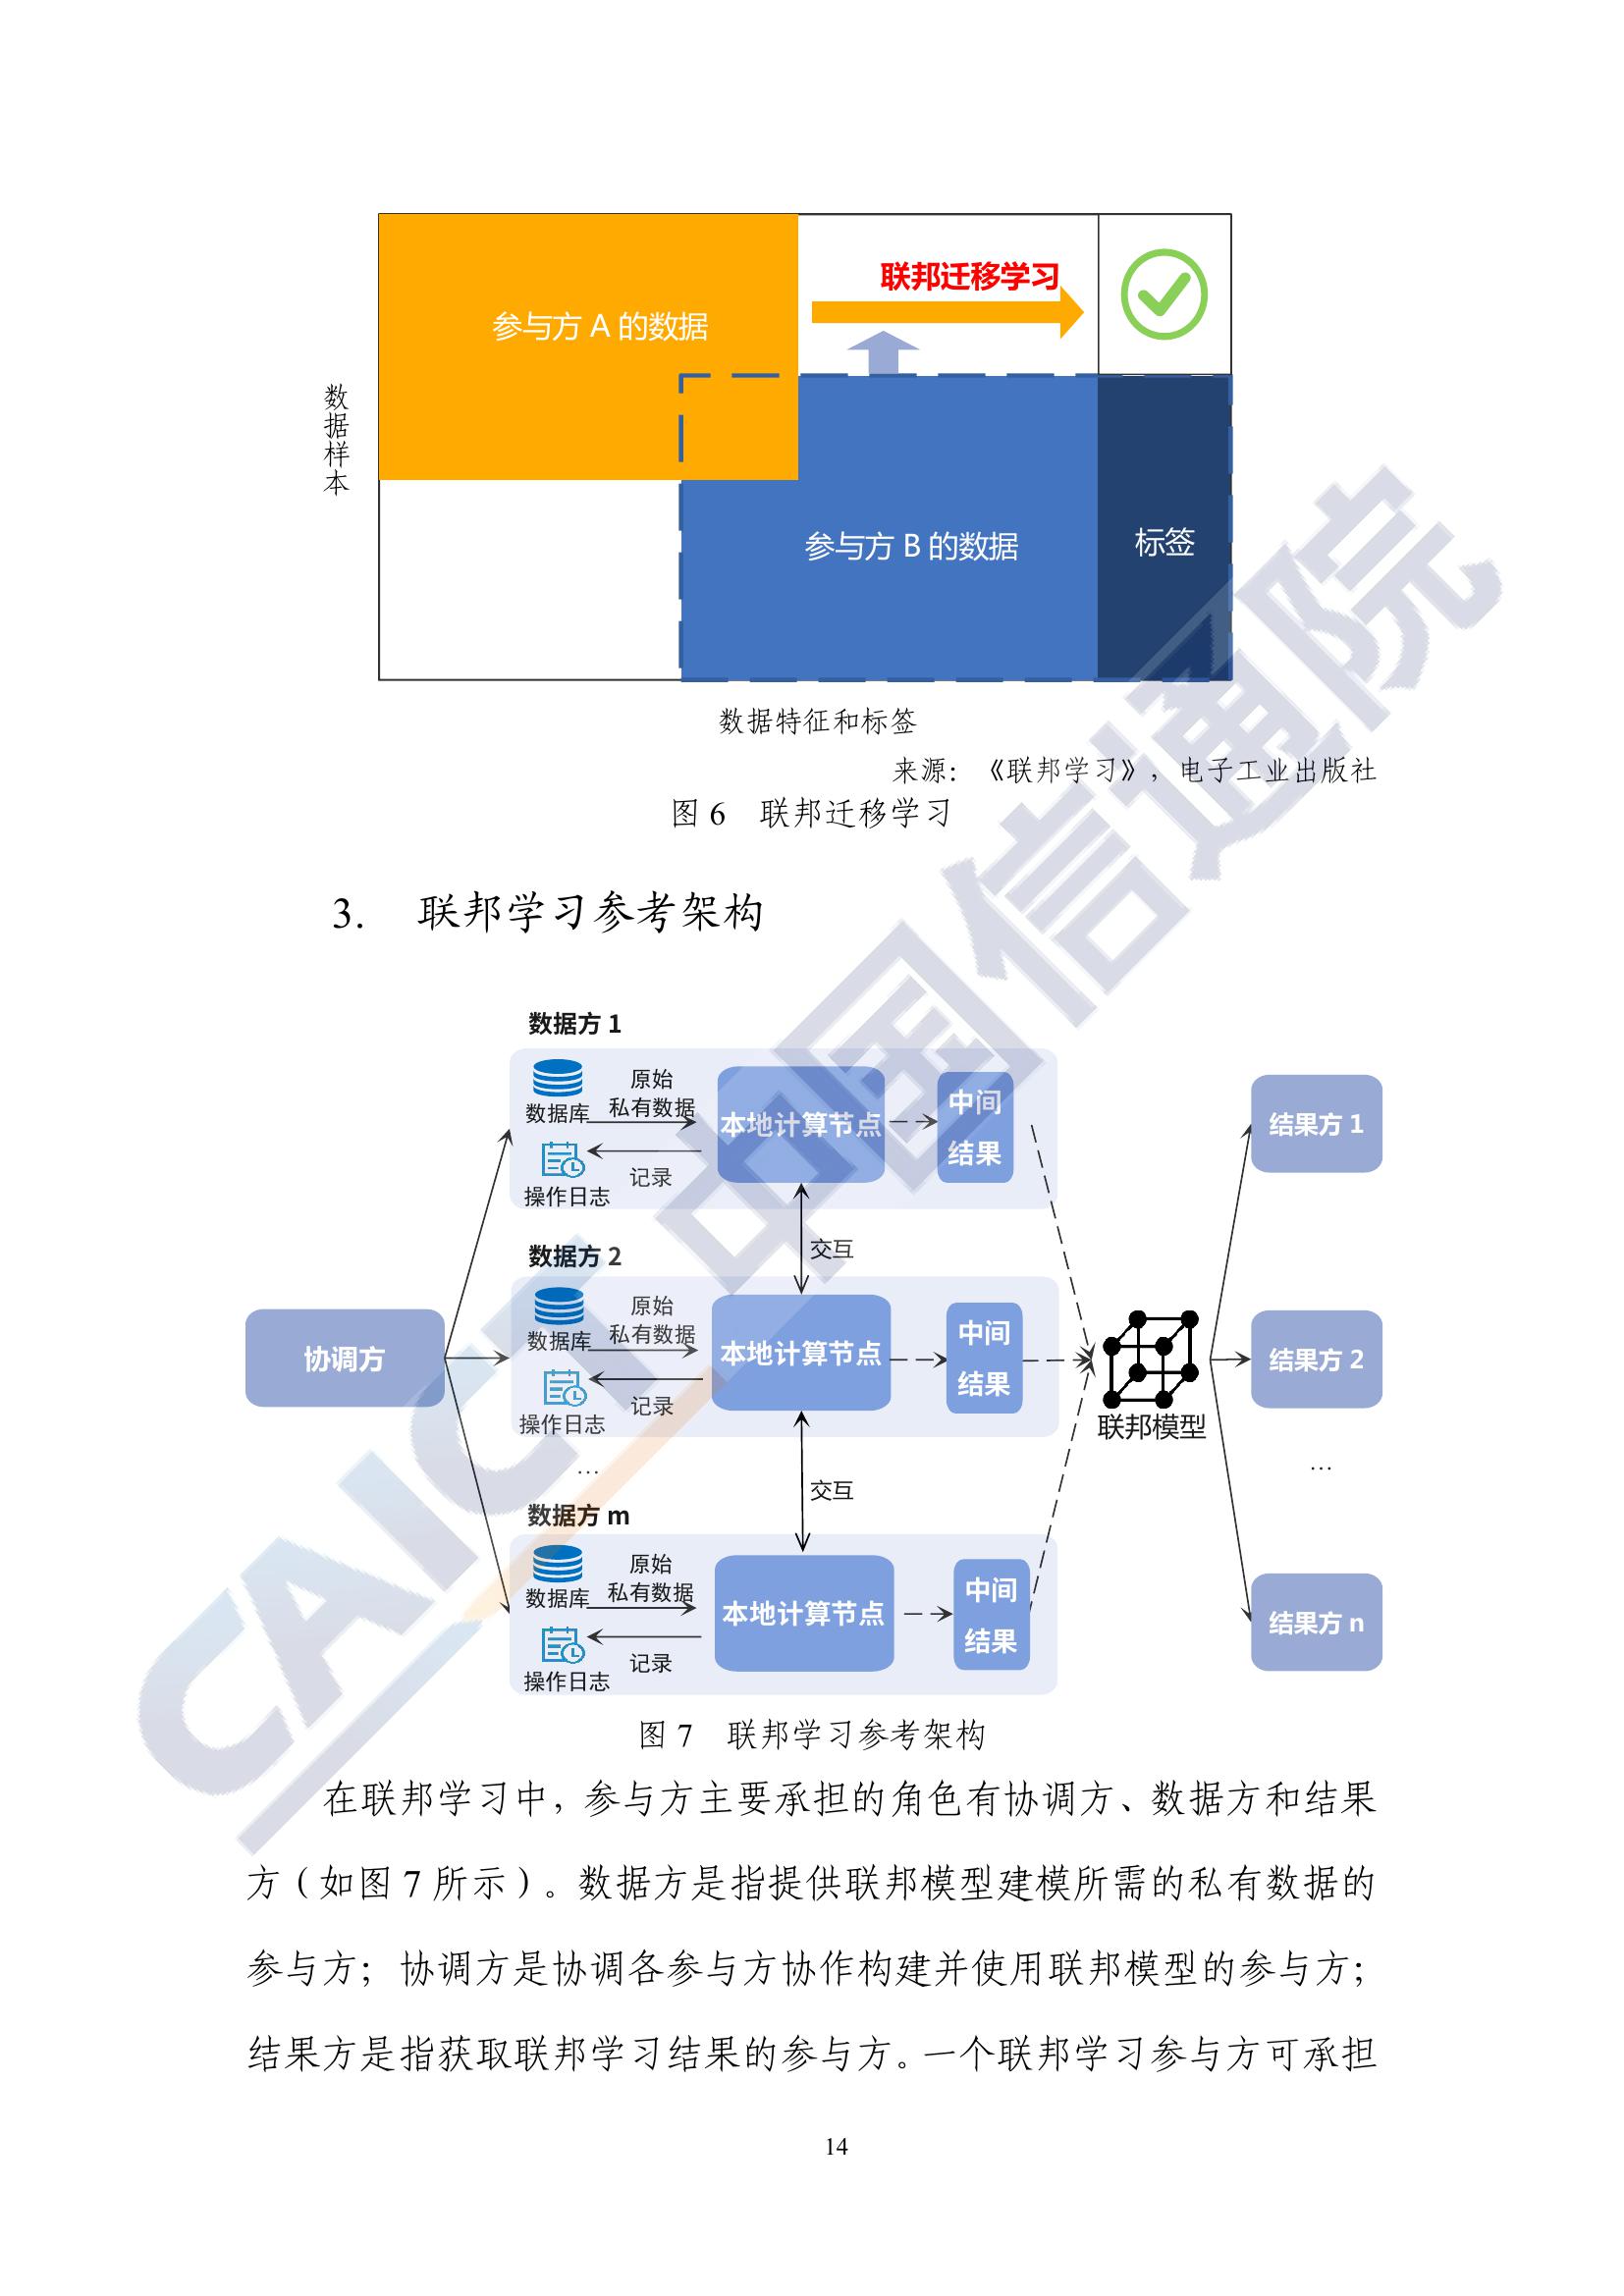 联邦迁移学习
参与方 A 的数据
数据样本
参与方 B 的数据
标签
数据特征和标签
来源：《联邦学习》，电子工业出版社
图 6 联邦迁移学习
3. 联邦学习参考架构
数据方 1
数据库
原始
私有数据
本地计算节点
中间
结果
操作日志
记录
交互
数据方 2
数据库
原始
私有数据
本地计算节点
中间
结果
操作日志
记录
…
交互
数据方 m
数据库
原始
私有数据
本地计算节点
中间
结果
操作日志
记录
协调方
联邦模型
结果方 1
结果方 2
…
结果方 n
图 7 联邦学习参考架构
在联邦学习中，参与方主要承担的角色有协调方、数据方和结果
方（如图 7 所示）。数据方是指提供联邦模型建模所需的私有数据的
参与方；协调方是协调各参与方协作构建并使用联邦模型的参与方；
结果方是指获取联邦学习结果的参与方。一个联邦学习参与方可承担
14
CAICT 中国信通院